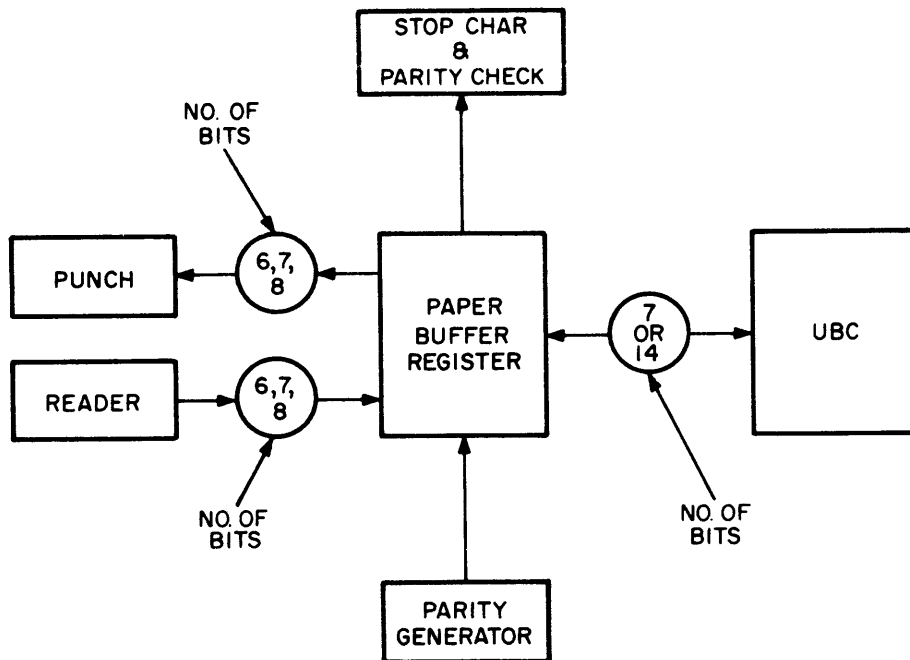 STOP CHAR
&
PARITY CHECK
NO. OF
BITS
PUNCH
6,7,
8
PAPER
BUFFER
REGISTER
7
OR
14
UBC
READER
6,7,
8
NO. OF
BITS
NO. OF
BITS
PARITY
GENERATOR